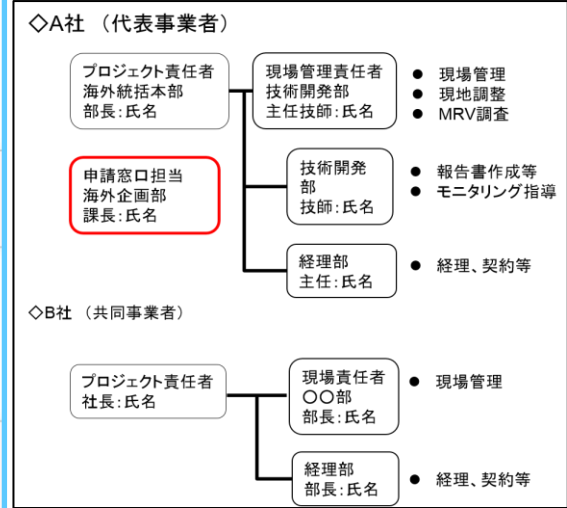 ◇A社 （代表事業者）
プロジェクト責任者
海外統括本部
部長：氏名
現場管理責任者
技術開発部
主任技師：氏名
● 現場管理
● 現地調整
● MRV調査
申請窓口担当
海外企画部
課長：氏名
技術開発
部
技師：氏名
● 報告書作成等
● モニタリング指導
経理部
主任：氏名
● 経理、契約等
◇B社 （共同事業者）
プロジェクト責任者
社長：氏名
現場責任者
〇〇部
部長：氏名
● 現場管理
経理部
部長：氏名
● 経理、契約等